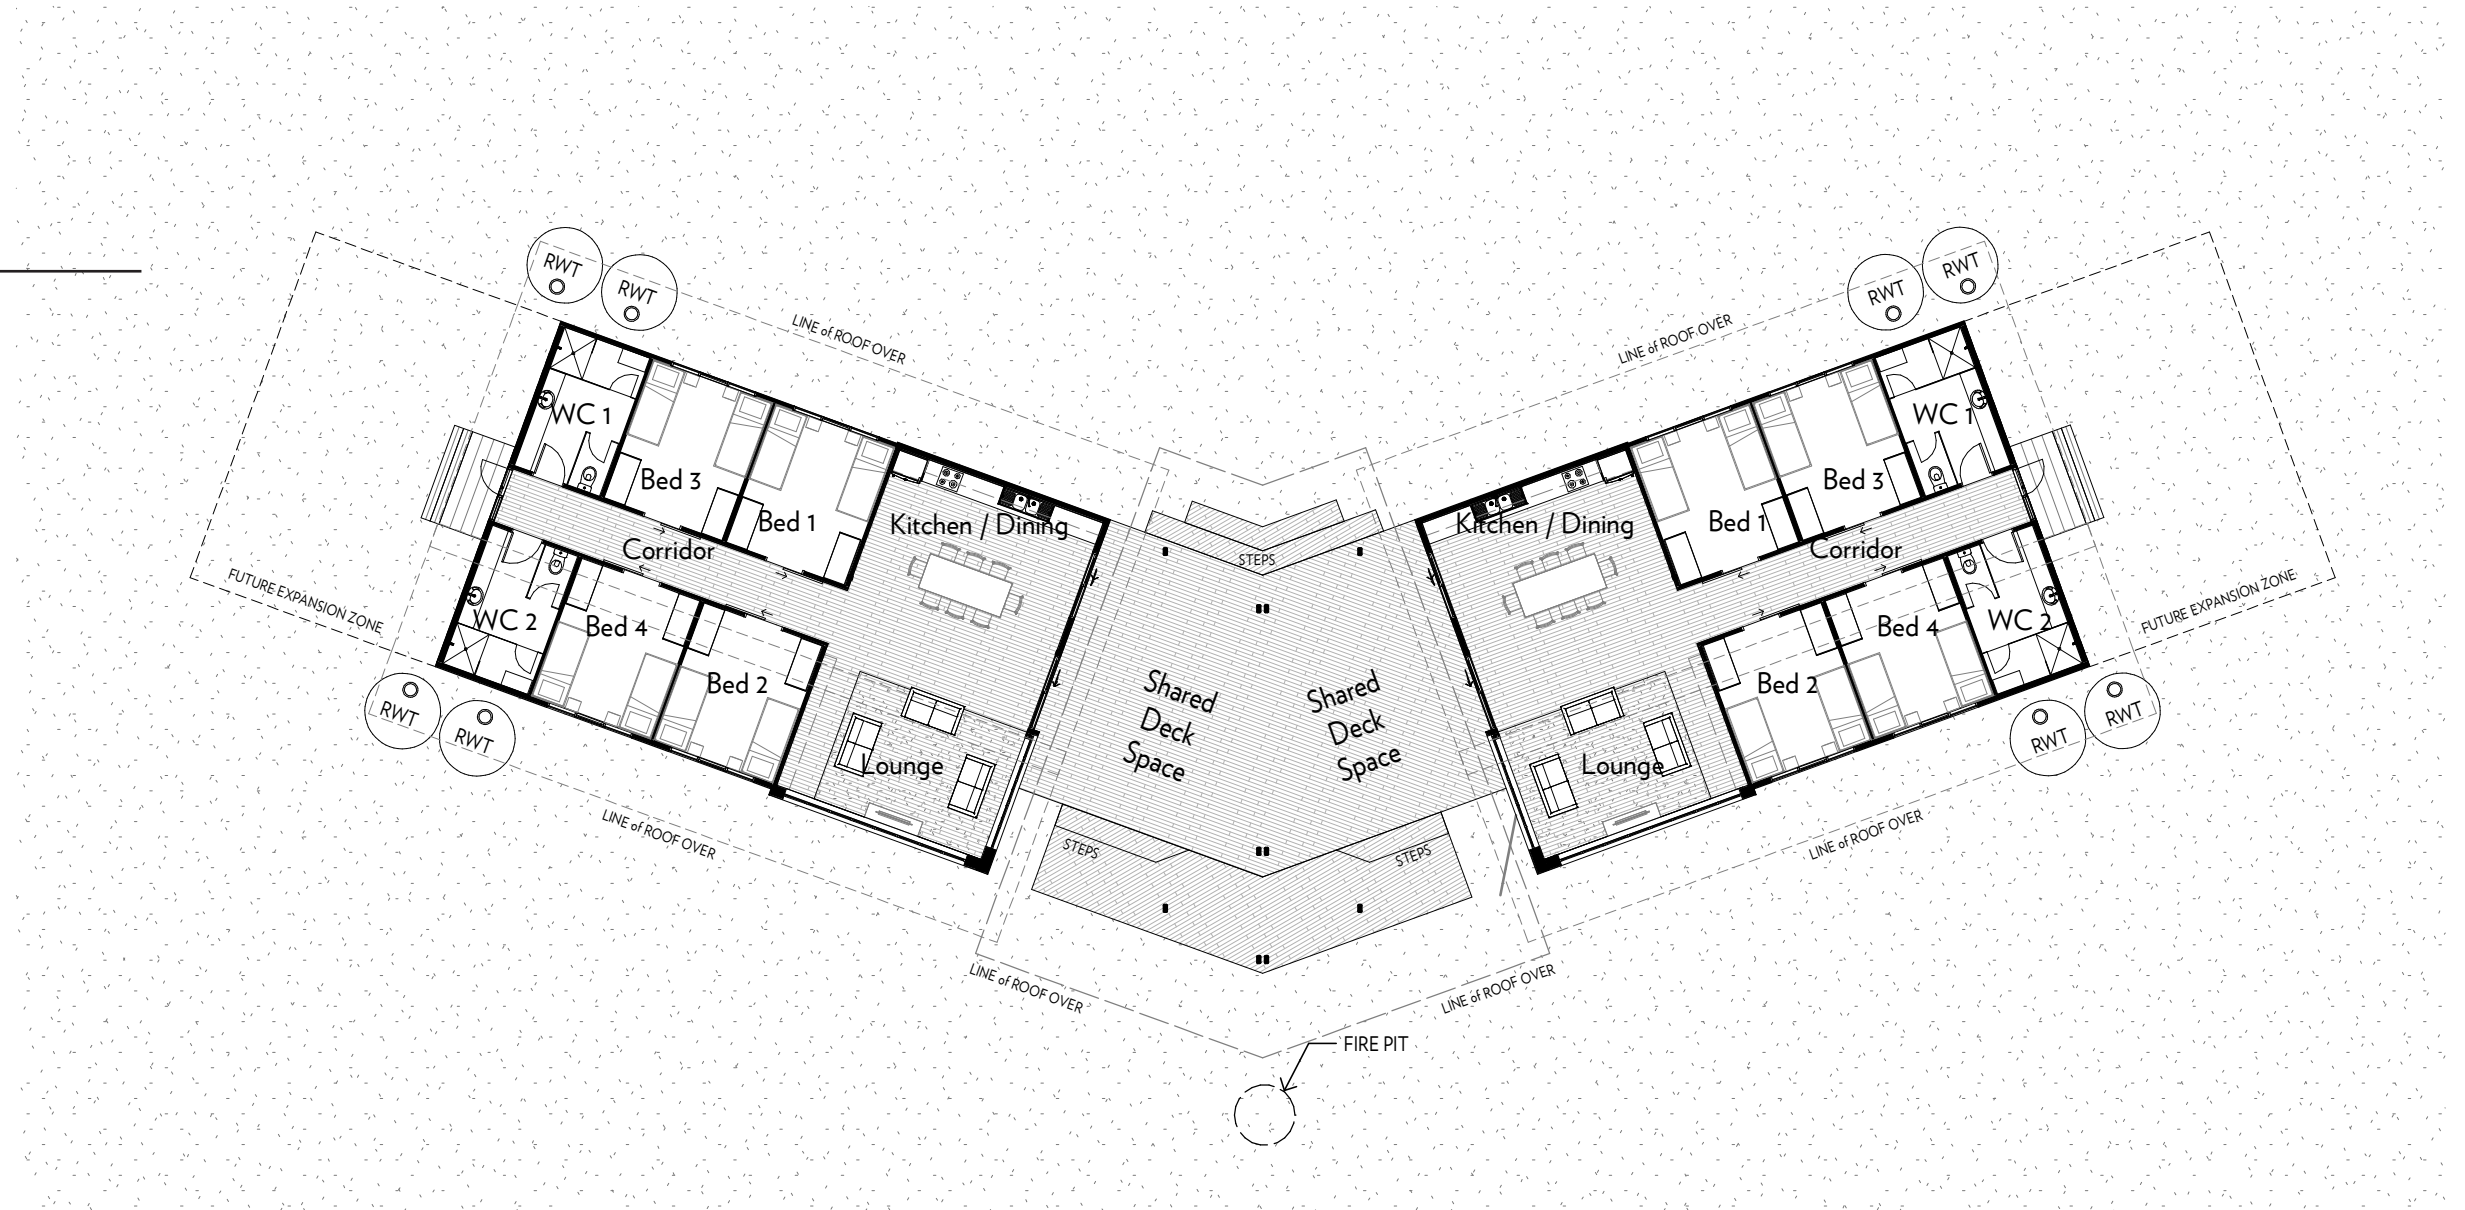 RWT
RWT
RWT
RWT
LINE of ROOF OVER
LINE of ROOF OVER
WC 1
Bed 3
Bed 1
Kitchen / Dining
Corridor
STEPS
Kitchen / Dining
Bed 1
Bed 3
WC 1
Corridor
FUTURE EXPANSION ZONE
WC 2
Bed 4
Bed 2
Lounge
Shared
Deck
Space
Shared
Deck
Space
Lounge
Bed 2
Bed 4
WC 2
FUTURE EXPANSION ZONE
RWT
RWT
RWT
RWT
LINE of ROOF OVER
STEPS
STEPS
LINE of ROOF OVER
LINE of ROOF OVER
LINE of ROOF OVER
FIRE PIT